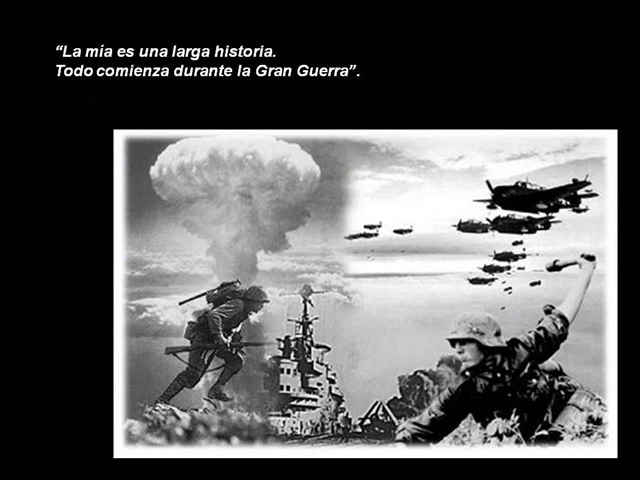 “La mía es una larga historia.
Todo comienza durante la Gran Guerra”.